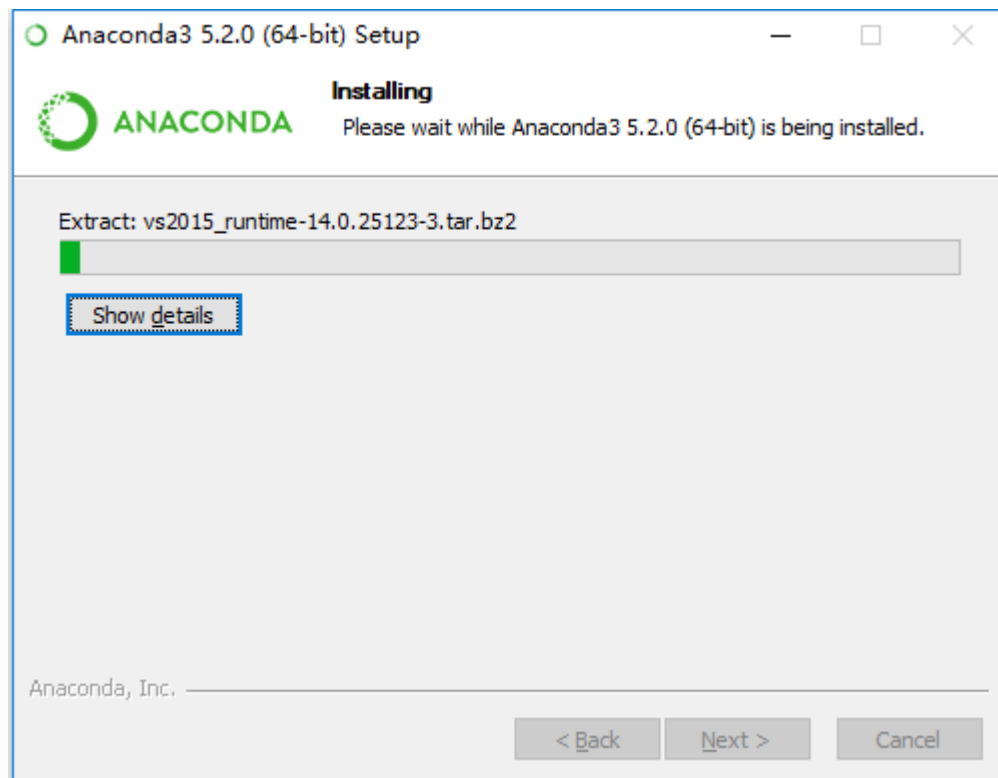 Anaconda3 5.2.0 (64-bit) Setup
ANACONDA
Installing
Please wait while Anaconda3 5.2.0 (64-bit) is being installed.
Extract: vs2015_runtime-14.0.25123-3.tar.bz2
Show details
Anaconda, Inc.
< Back Next > Cancel